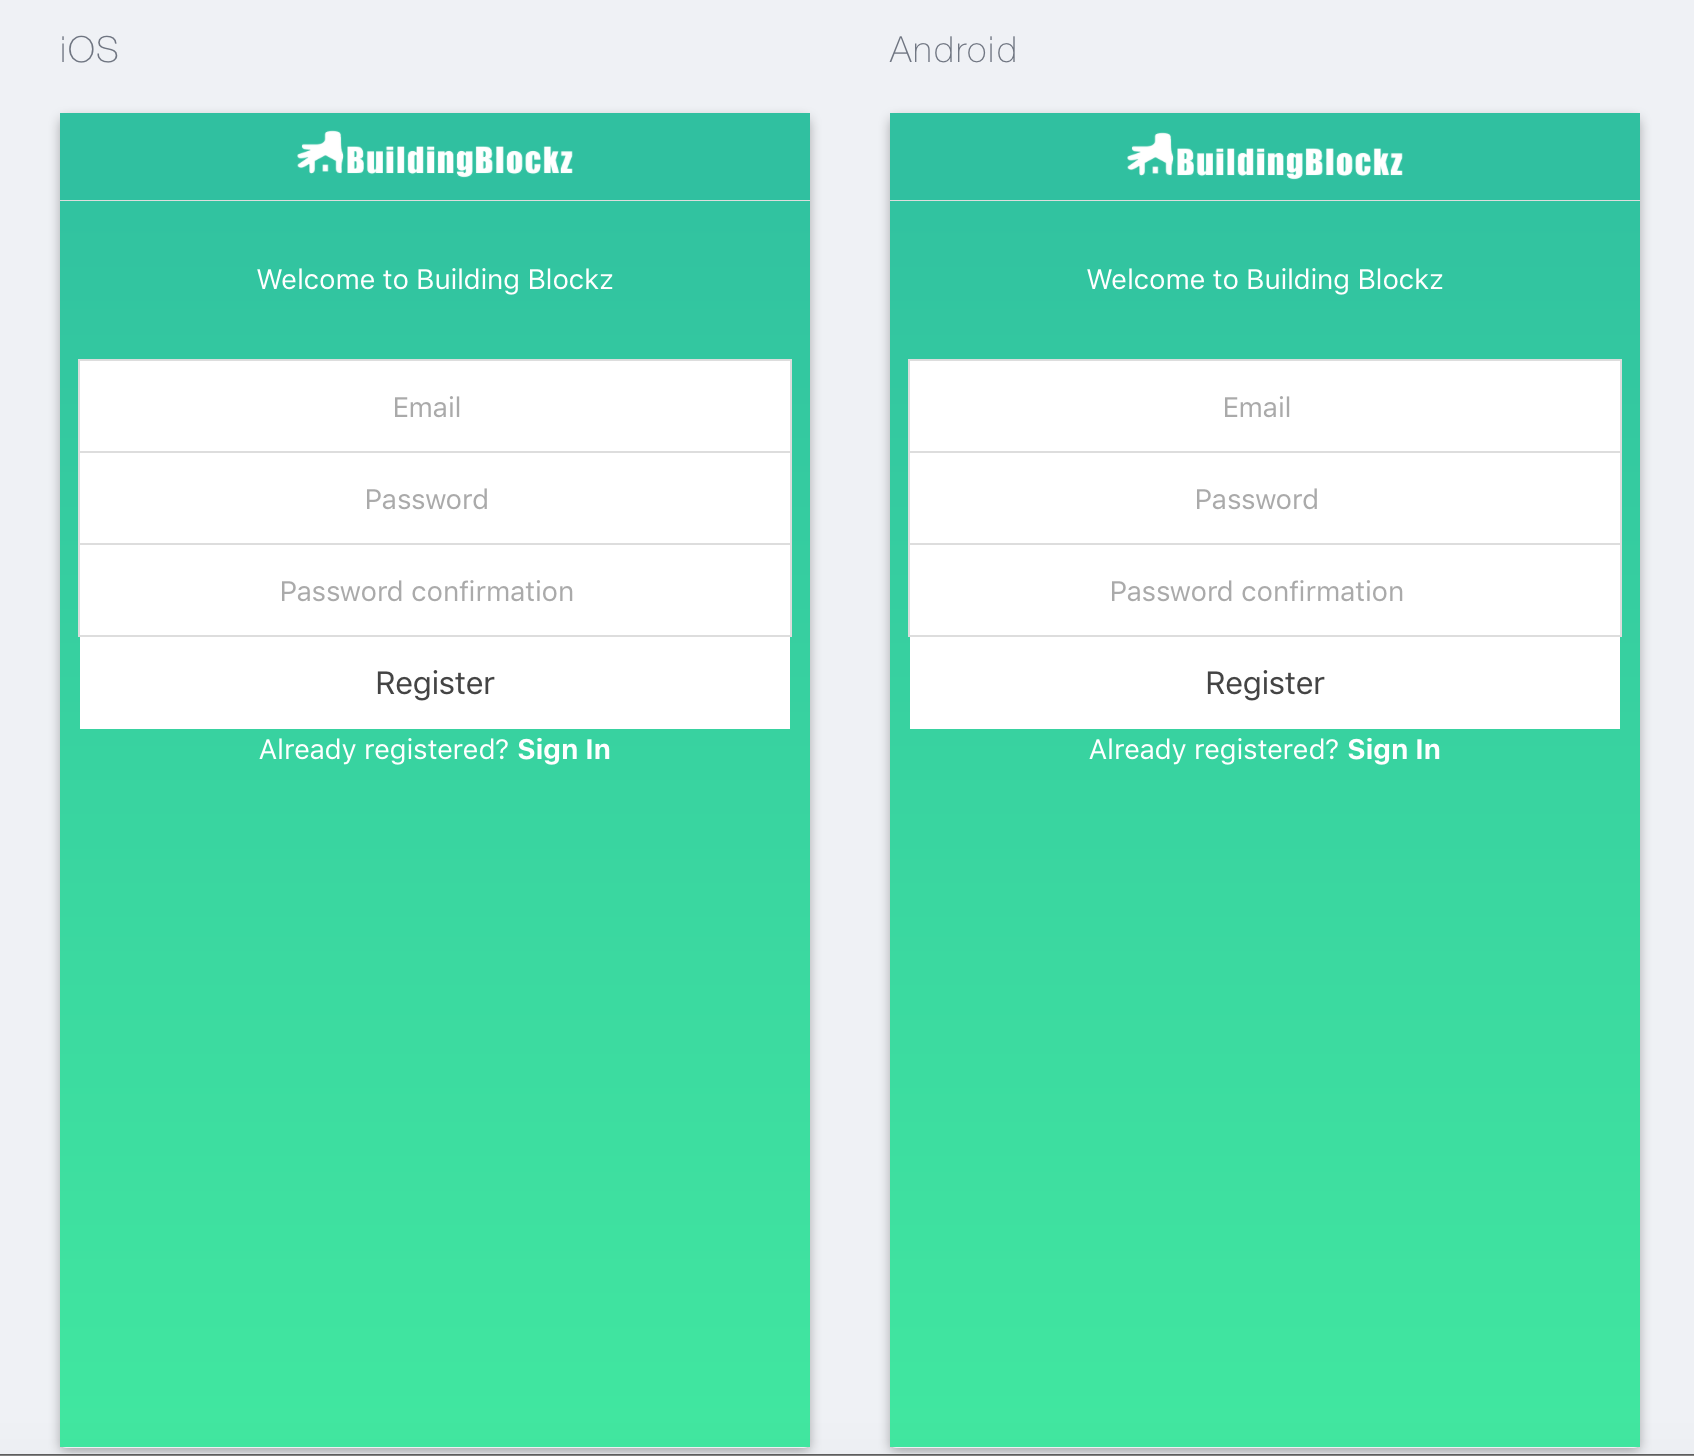 iOS
BuildingBlockz
Welcome to Building Blockz
Email
Password
Password confirmation
Register
Already registered? Sign In
Android
BuildingBlockz
Welcome to Building Blockz
Email
Password
Password confirmation
Register
Already registered? Sign In